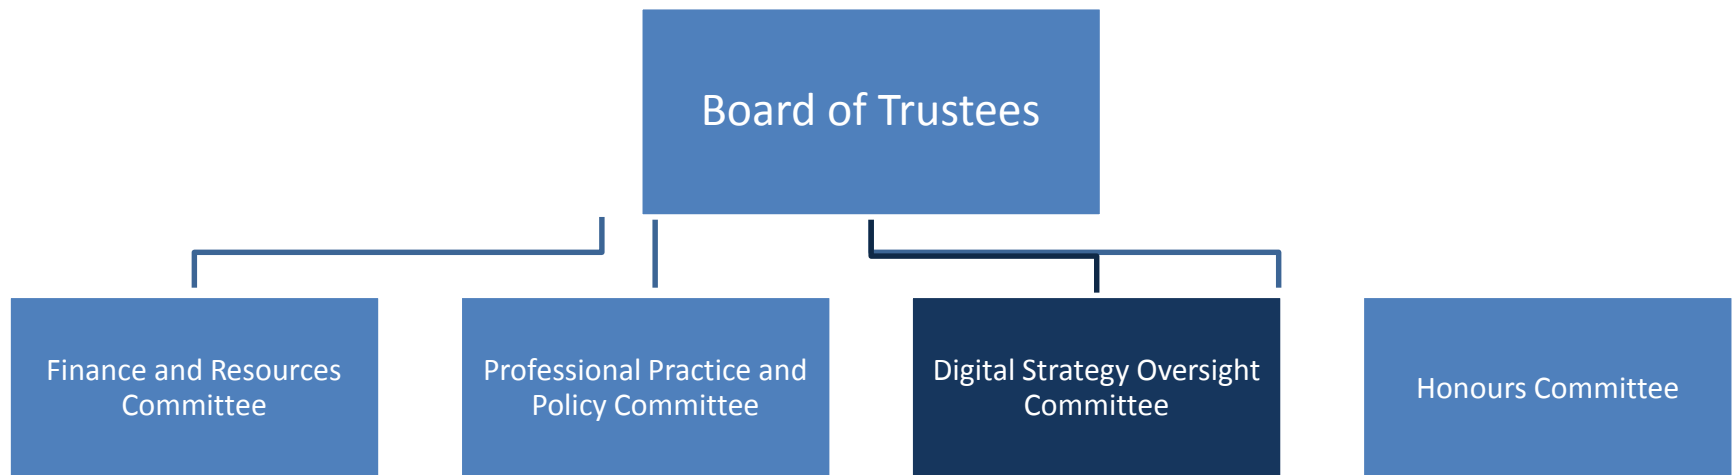 Board of Trustees
Finance and Resources
Committee
Professional Practice and
Policy Committee
Digital Strategy Oversight
Committee
Honours Committee